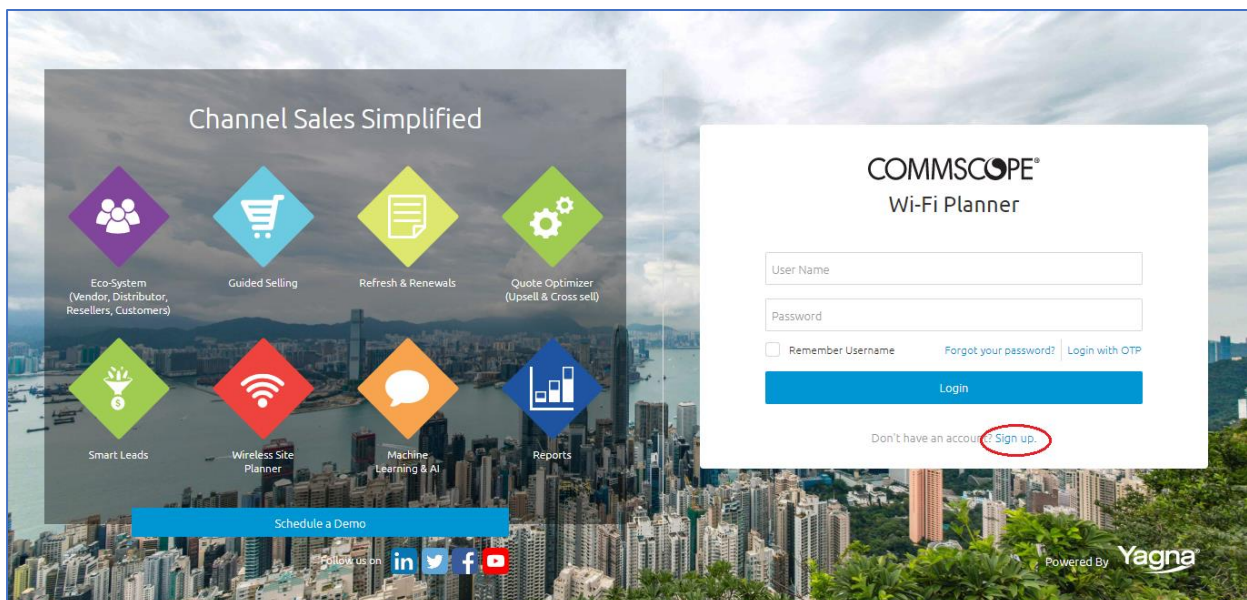 Channel Sales Simplified
Eco-System
(Vendor, Distributor,
Resellers, Customers)
Guided Selling
Refresh & Renewals
Quote Optimizer
(Upsell & Cross sell)
$
Smart Leads
Wireless Site
Planner
Machine
Learning & AI
Reports
Schedule a Demo
Follow us on in f
COMMSCOPE®
Wi-Fi Planner
User Name
Password
Remember Username Forgot your password? Login with OTP
Login
Don't have an account? Sign up.
Powered By Yagna